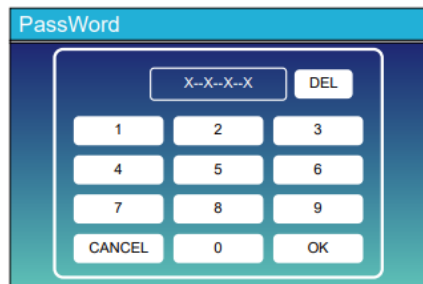 PassWord
X--X--X--X DEL
1 2 3
4 5 6
7 8 9
CANCEL 0 OK